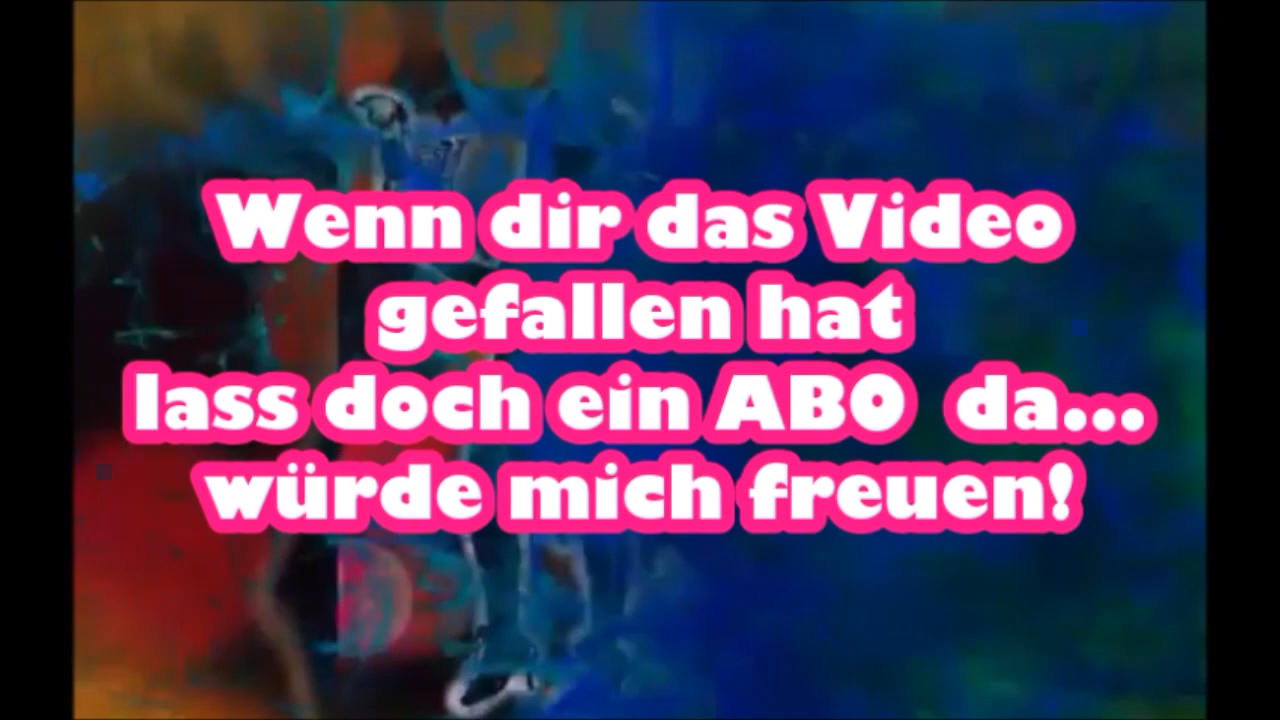 Wenn dir das Video
gefallen hat
lass doch ein ABO  da...
würde mich freuen!